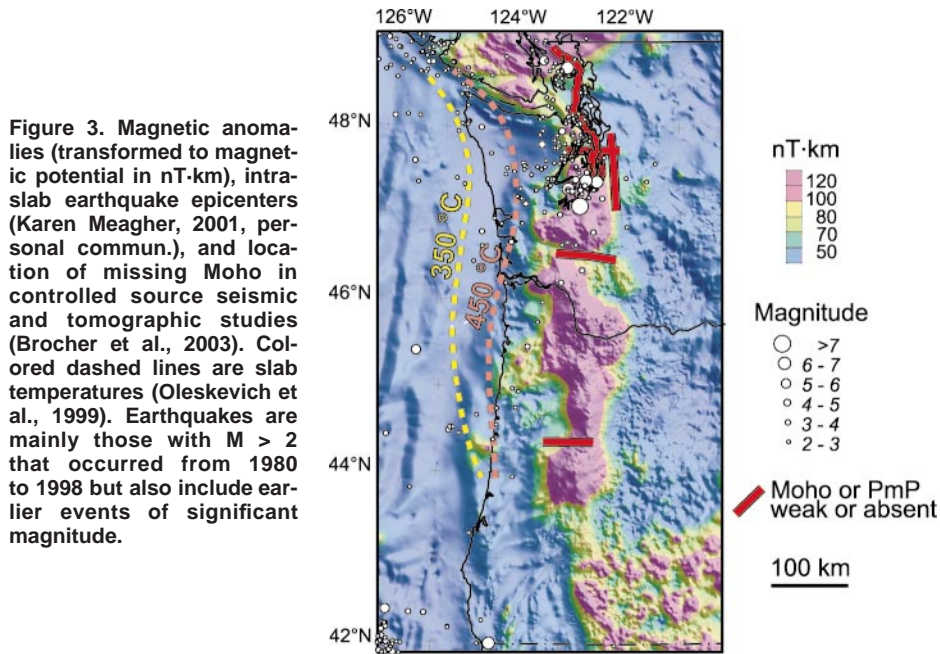 Figure 3. Magnetic anoma-
lies (transformed to magnet-
ic potential in nT·km), intra-
slab earthquake epicenters
(Karen Meagher, 2001, per-
sonal commun.), and loca-
tion of missing Moho in
controlled source seismic
and tomographic studies
(Brocher et al., 2003). Col-
ored dashed lines are slab
temperatures (Oleskevich et
al., 1999). Earthquakes are
mainly those with M > 2
that occurred from 1980
to 1998 but also include ear-
lier events of significant
magnitude.
126°W 124°W 122°W
48°N
46°N
44°N
42°N
350 °C
450 °C
nT·km
120
100
80
70
50
Magnitude
>7
6 - 7
5 - 6
4 - 5
3 - 4
2 - 3
Moho or PmP
weak or absent
100 km